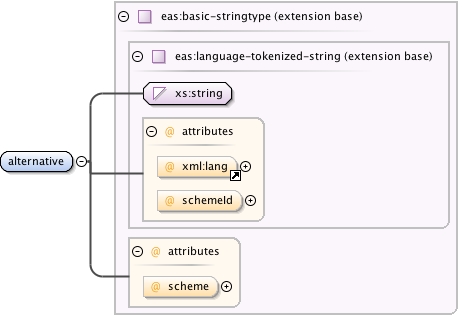 eas:basic-stringtype (extension base)
eas:language-tokenized-string (extension base)
xs:string
@ attributes
alternative
@ xml:lang
@ schemeId
@ attributes
@ scheme